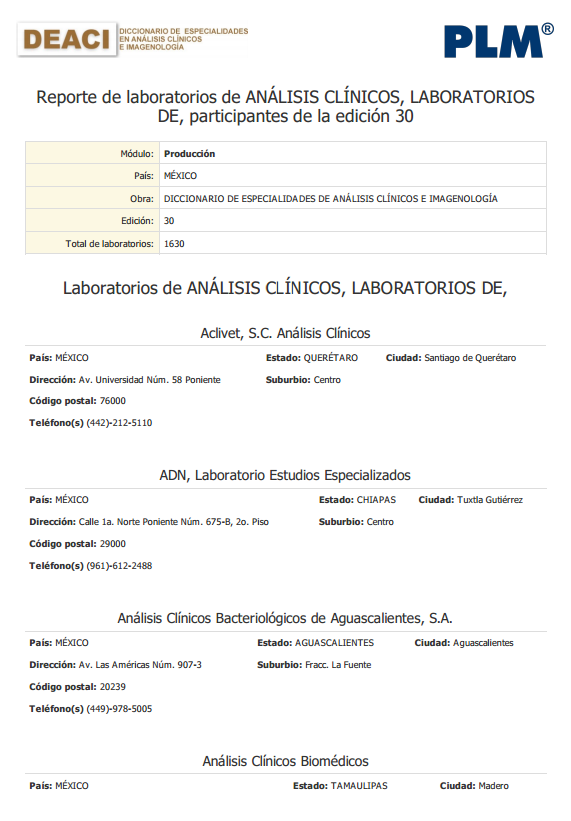 DEACI
DICCIONARIO DE ESPECIALIDADES
EN ANÁLISIS CLÍNICOS
E IMAGENOLOGÍA
PLM®
Reporte de laboratorios de ANÁLISIS CLÍNICOS, LABORATORIOS
DE, participantes de la edición 30
Módulo: Producción
País: MÉXICO
Obra: DICCIONARIO DE ESPECIALIDADES DE ANÁLISIS CLÍNICOS E IMAGENOLOGÍA
Edición: 30
Total de laboratorios: 1630
Laboratorios de ANÁLISIS CLÍNICOS, LABORATORIOS DE,
Aclivet, S.C. Análisis Clínicos
País: MÉXICO Estado: QUERÉTARO Ciudad: Santiago de Querétaro
Dirección: Av. Universidad Núm. 58 Poniente Suburbio: Centro
Código postal: 76000
Teléfono(s) (442)-212-5110
ADN, Laboratorio Estudios Especializados
País: MÉXICO Estado: CHIAPAS Ciudad: Tuxtla Gutiérrez
Dirección: Calle 1a. Norte Poniente Núm. 675-B, 2o. Piso Suburbio: Centro
Código postal: 29000
Teléfono(s) (961)-612-2488
Análisis Clínicos Bacteriológicos de Aguascalientes, S.A.
País: MÉXICO Estado: AGUASCALIENTES Ciudad: Aguascalientes
Dirección: Av. Las Américas Núm. 907-3 Suburbio: Fracc. La Fuente
Código postal: 20239
Teléfono(s) (449)-978-5005
Análisis Clínicos Biomédicos
País: MÉXICO Estado: TAMAULIPAS Ciudad: Madero